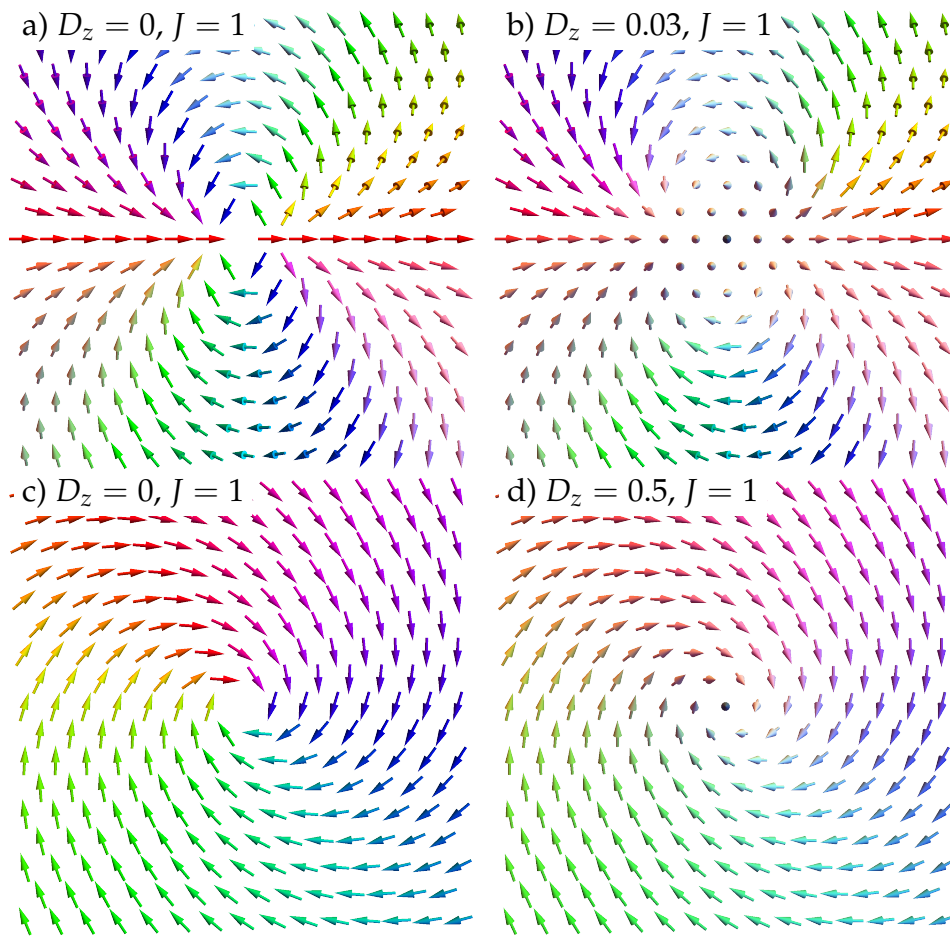 a) $D_z = 0, J = 1$
b) $D_z = 0.03, J = 1$
c) $D_z = 0, J = 1$
d) $D_z = 0.5, J = 1$